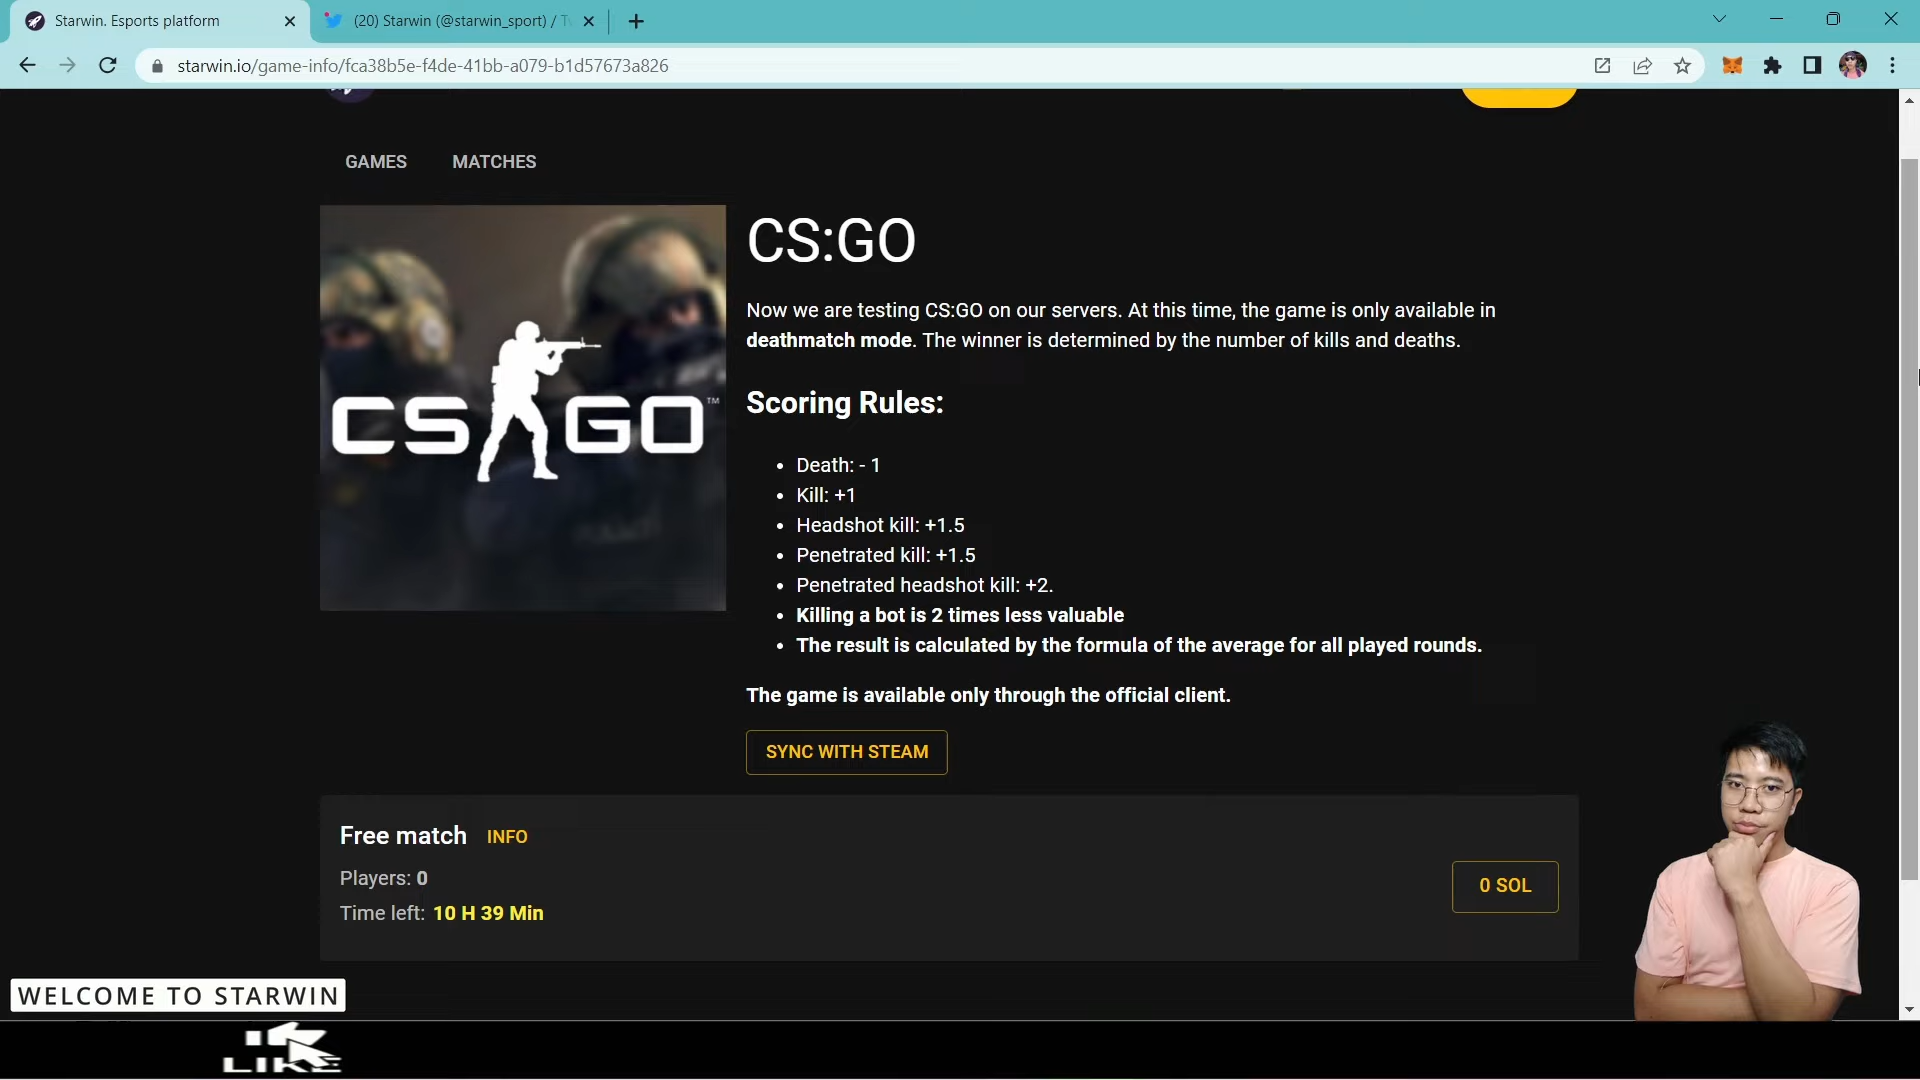 Starwin. Esports platform
(20) Starwin (@starwin_sport) / Tw
starwin.io/game-info/fca38b5e-f4de-41bb-a079-b1d57673a826
GAMES MATCHES
CS GO™
CS:GO
Now we are testing CS:GO on our servers. At this time, the game is only available in
deathmatch mode. The winner is determined by the number of kills and deaths.
Scoring Rules:
• Death: - 1
• Kill: +1
• Headshot kill: +1.5
• Penetrated kill: +1.5
• Penetrated headshot kill: +2.
• Killing a bot is 2 times less valuable
• The result is calculated by the formula of the average for all played rounds.
The game is available only through the official client.
SYNC WITH STEAM
Free match INFO
Players: 0
Time left: 10 H 39 Min
0 SOL
WELCOME TO STARWIN
LIKE